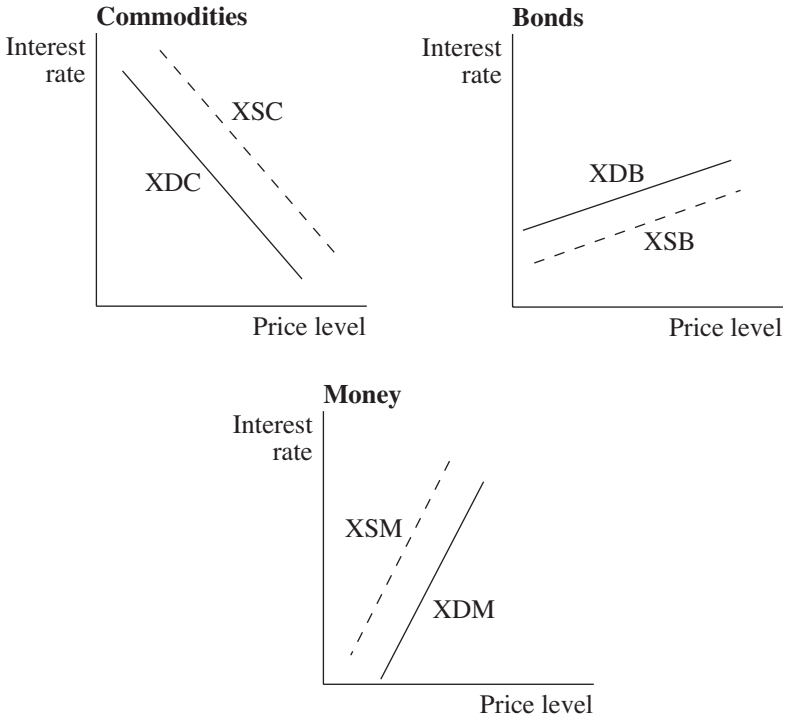 Commodities
Interest
rate
XSC
XDC
Price level
Bonds
Interest
rate
XDB
XSB
Price level
Money
Interest
rate
XSM
XDM
Price level